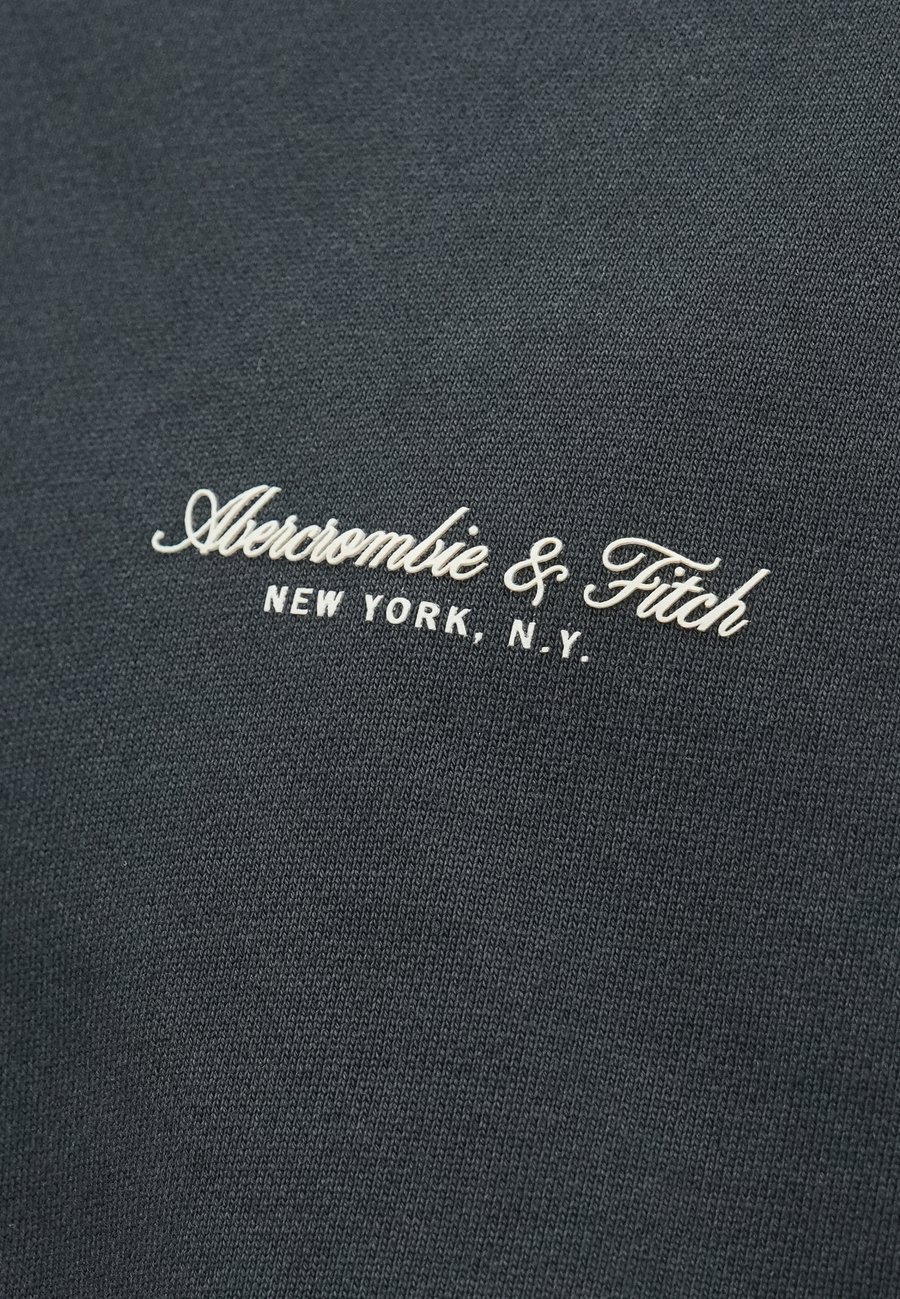 Abercrombie & Fitch
NEW YORK, N.Y.